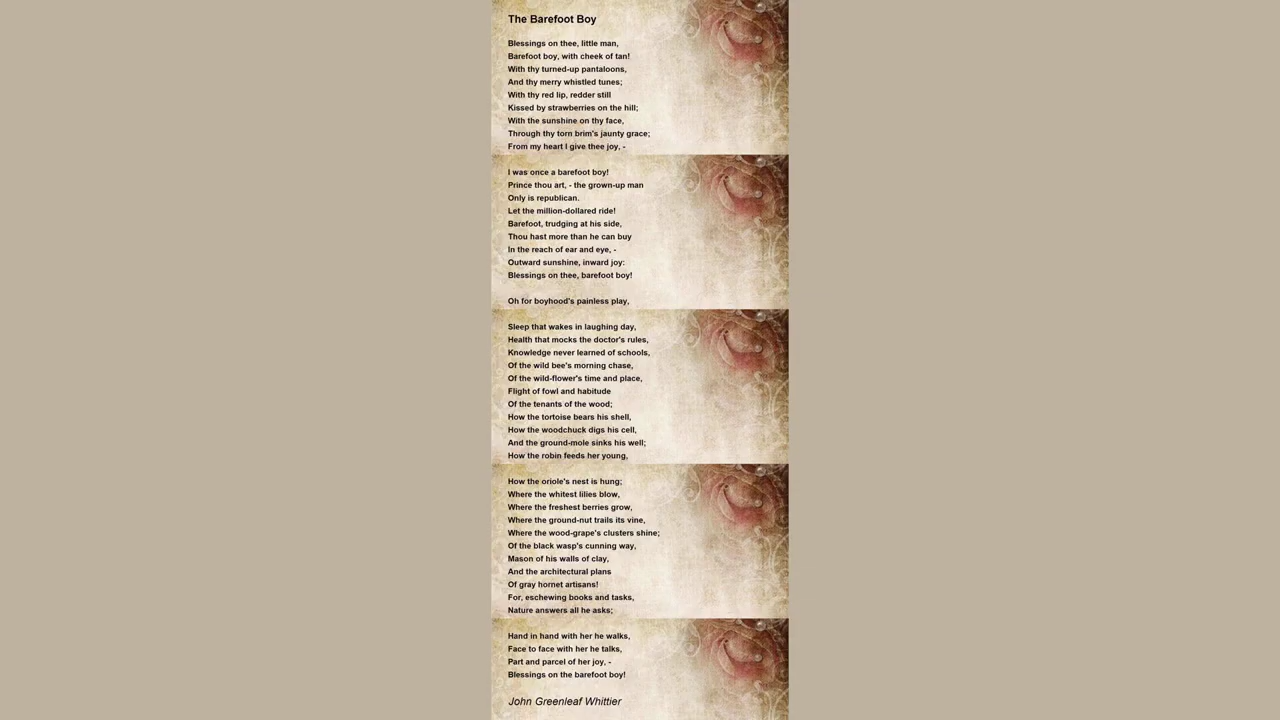 The Barefoot Boy
Blessings on thee, little man,
Barefoot boy, with cheek of tan!
With thy turned-up pantaloons,
And thy merry whistled tunes;
With thy red lip, redder still
Kissed by strawberries on the hill;
With the sunshine on thy face,
Through thy torn brim's jaunty grace;
From my heart I give thee joy, -
I was once a barefoot boy!
Prince thou art, - the grown-up man
Only is republican.
Let the million-dollared ride!
Barefoot, trudging at his side,
Thou hast more than he can buy
In the reach of ear and eye, -
Outward sunshine, inward joy:
Blessings on thee, barefoot boy!
Oh for boyhood's painless play,
Sleep that wakes in laughing day,
Health that mocks the doctor's rules,
Knowledge never learned of schools,
Of the wild bee's morning chase,
Of the wild-flower's time and place,
Flight of fowl and habitude
Of the tenants of the wood;
How the tortoise bears his shell,
How the woodchuck digs his cell,
And the ground-mole sinks his well;
How the robin feeds her young,
How the oriole's nest is hung;
Where the whitest lilies blow,
Where the freshest berries grow,
Where the ground-nut trails its vine,
Where the wood-grape's clusters shine;
Of the black wasp's cunning way,
Mason of his walls of clay,
And the architectural plans
Of gray hornet artisans!
For, eschewing books and tasks,
Nature answers all he asks;
Hand in hand with her he walks,
Face to face with her he talks,
Part and parcel of her joy, -
Blessings on the barefoot boy!
John Greenleaf Whittier